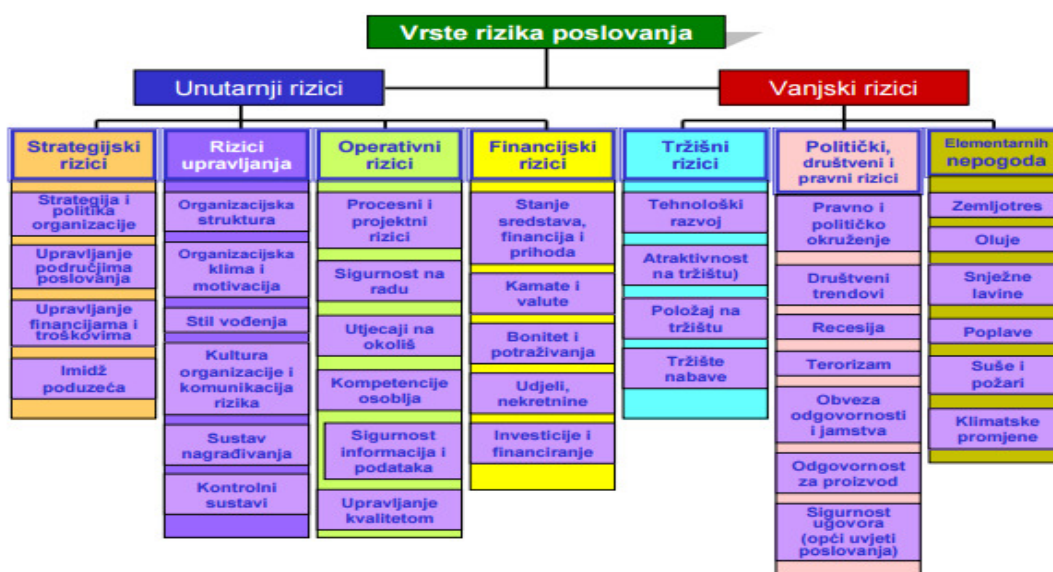 Vrste rizika poslovanja
Unutarnji rizici
Vanjski rizici
Strategijski
rizici
Strategija i
politika
organizacije
Upravljanje
područjima
poslovanja
Upravljanje
financijama i
troškovima
Imidž
poduzeća
Rizici
upravljanja
Organizacijska
struktura
Organizacijska
klima i
motivacija
Stil vođenja
Kultura
organizacije i
komunikacija
rizika
Sustav
nagrađivanja
Kontrolni
sustavi
Operativni
rizici
Procesni i
projektni
rizici
Sigurnost na
radu
Utjecaji na
okoliš
Kompetencije
osoblja
Sigurnost
informacija i
podataka
Upravljanje
kvalitetom
Financijski
rizici
Stanje
sredstava,
financija i
prihoda
Kamate i
valute
Bonitet i
potraživanja
Udjeli,
nekretnine
Investicije i
financiranje
Tržišni
rizici
Tehnološki
razvoj
Atraktivnost
na tržištu)
Položaj na
tržištu
Tržište
nabave
Politički,
društveni i
pravni rizici
Pravno i
političko
okruženje
Društveni
trendovi
Recesija
Terorizam
Obveza
odgovornosti
i jamstva
Odgovornost
za proizvod
Sigurnost
ugovora
(opći uvjeti
poslovanja)
Elementarnih
nepogoda
Zemljotres
Oluje
Snježne
lavine
Poplave
Suše i
požari
Klimatske
promjene